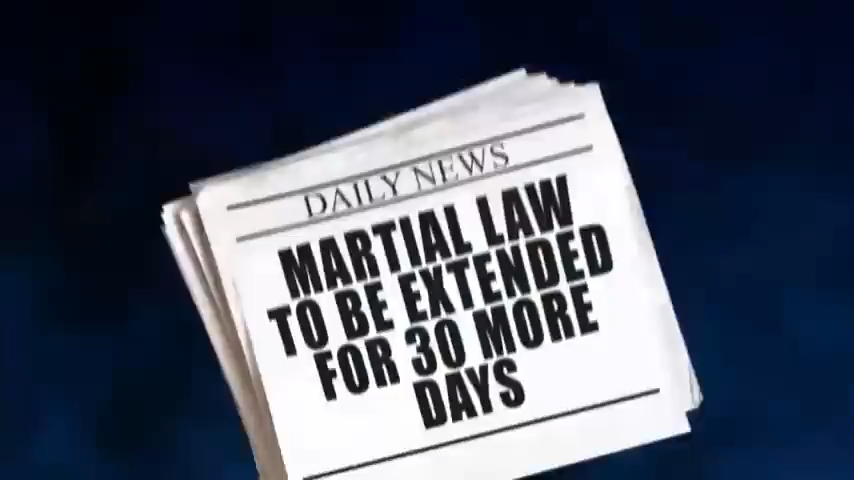 DAILY NEWS
MARTIAL LAW
TO BE EXTENDED
FOR 30 MORE
DAYS